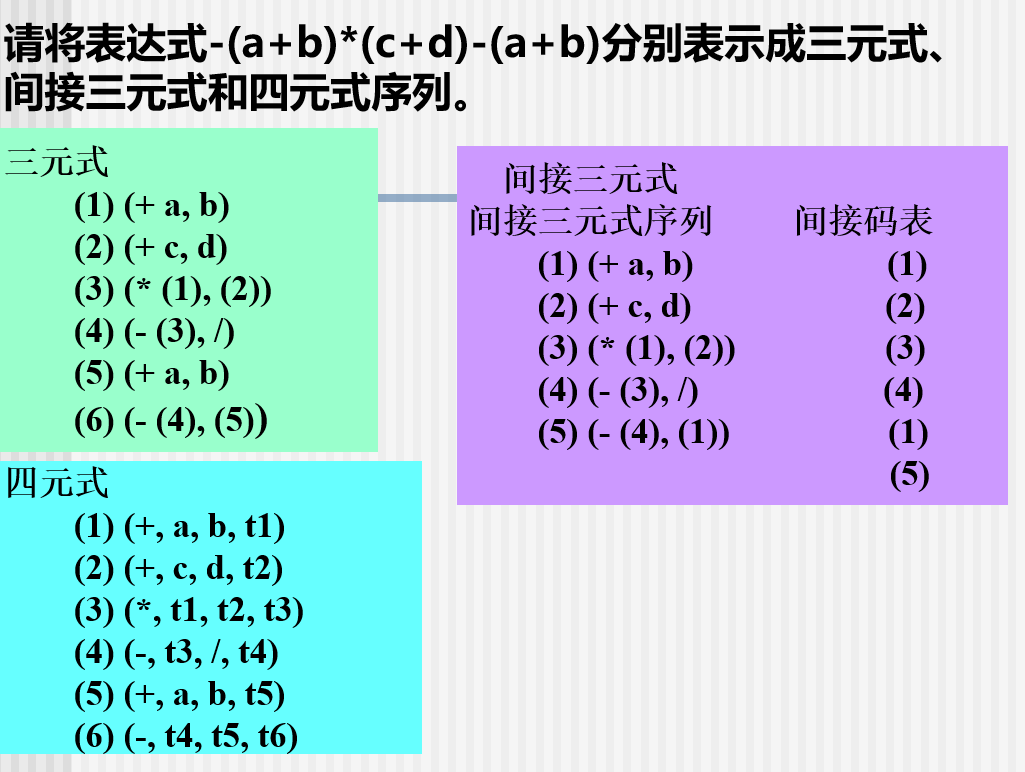 请将表达式-(a+b)*(c+d)-(a+b)分别表示成三元式、
间接三元式和四元式序列。
三元式
(1) (+ a, b)
(2) (+ c, d)
(3) (* (1), (2))
(4) (- (3), /)
(5) (+ a, b)
(6) (- (4), (5))
间接三元式
间接三元式序列 间接码表
(1) (+ a, b) (1)
(2) (+ c, d) (2)
(3) (* (1), (2)) (3)
(4) (- (3), /) (4)
(5) (- (4), (1)) (1)
(5)
四元式
(1) (+, a, b, t1)
(2) (+, c, d, t2)
(3) (*, t1, t2, t3)
(4) (-, t3, /, t4)
(5) (+, a, b, t5)
(6) (-, t4, t5, t6)